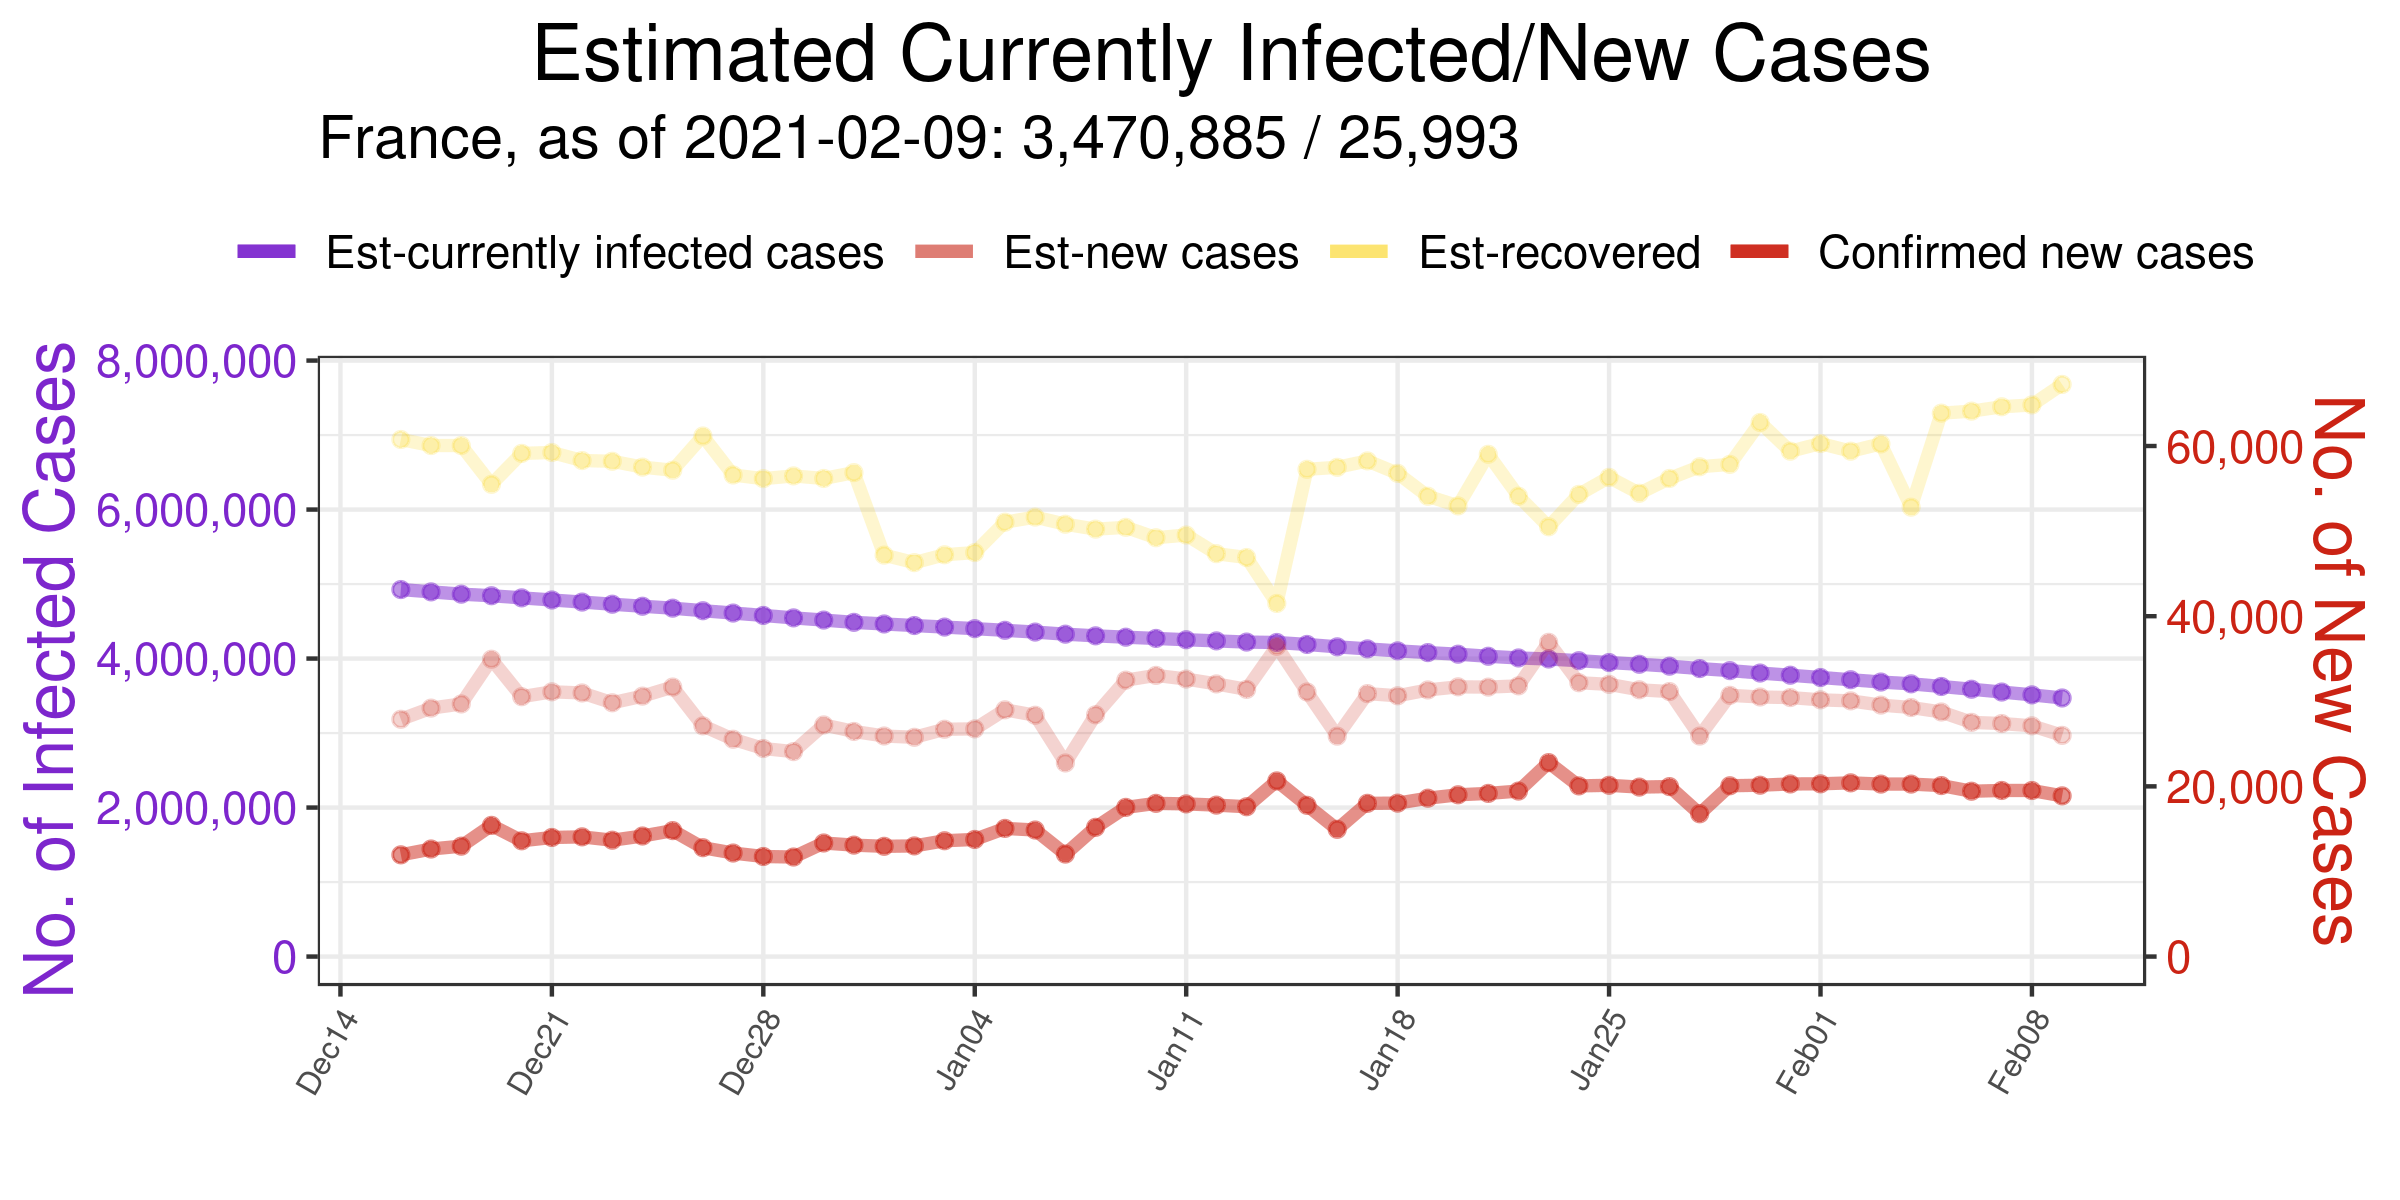 Estimated Currently Infected/New Cases
France, as of 2021-02-09: 3,470,885 / 25,993
Est-currently infected cases Est-new cases Est-recovered Confirmed new cases
No. of Infected Cases
8,000,000
6,000,000
4,000,000
2,000,000
0
60,000
40,000
20,000
0
No. of New Cases
Dec14 Dec21 Dec28 Jan04 Jan11 Jan18 Jan25 Feb01 Feb08